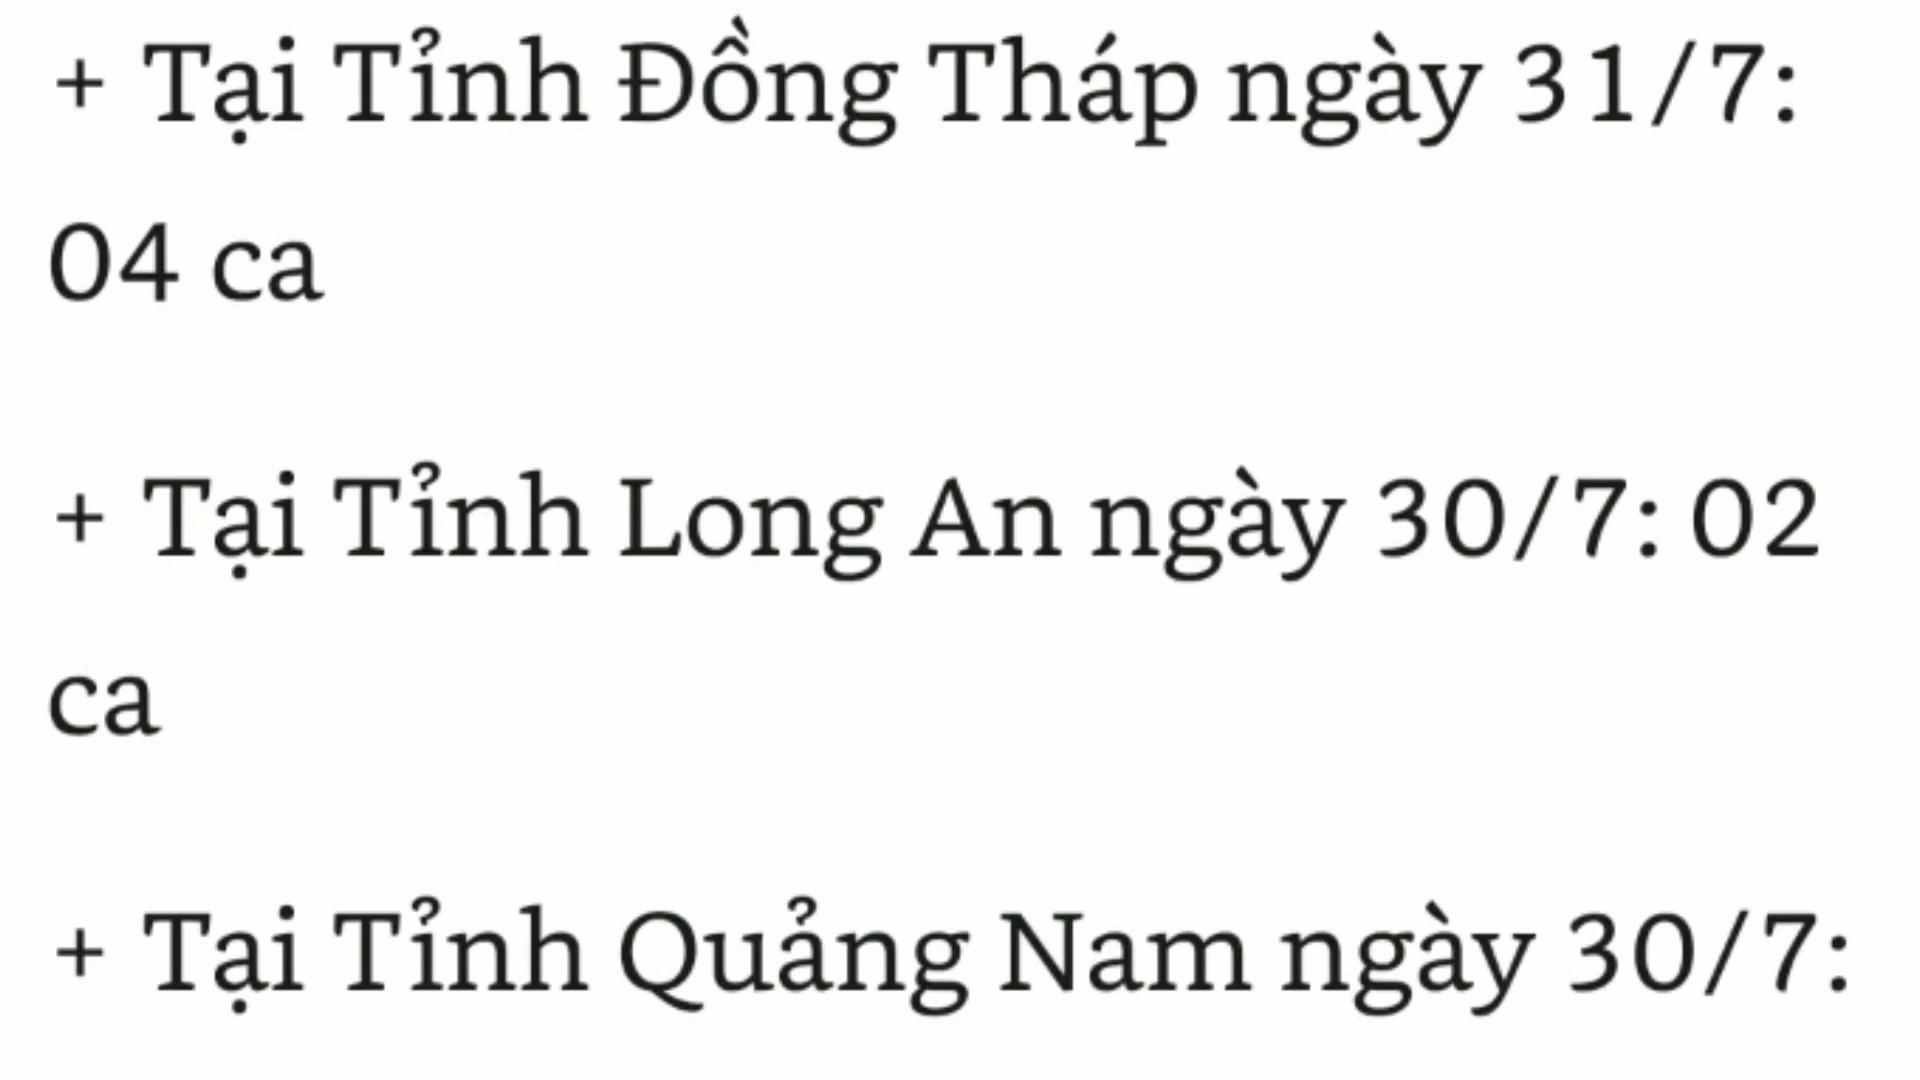 + Tại Tỉnh Đồng Tháp ngày 31/7:
04 ca
+ Tại Tỉnh Long An ngày 30/7: 02
ca
+ Tại Tỉnh Quảng Nam ngày 30/7: